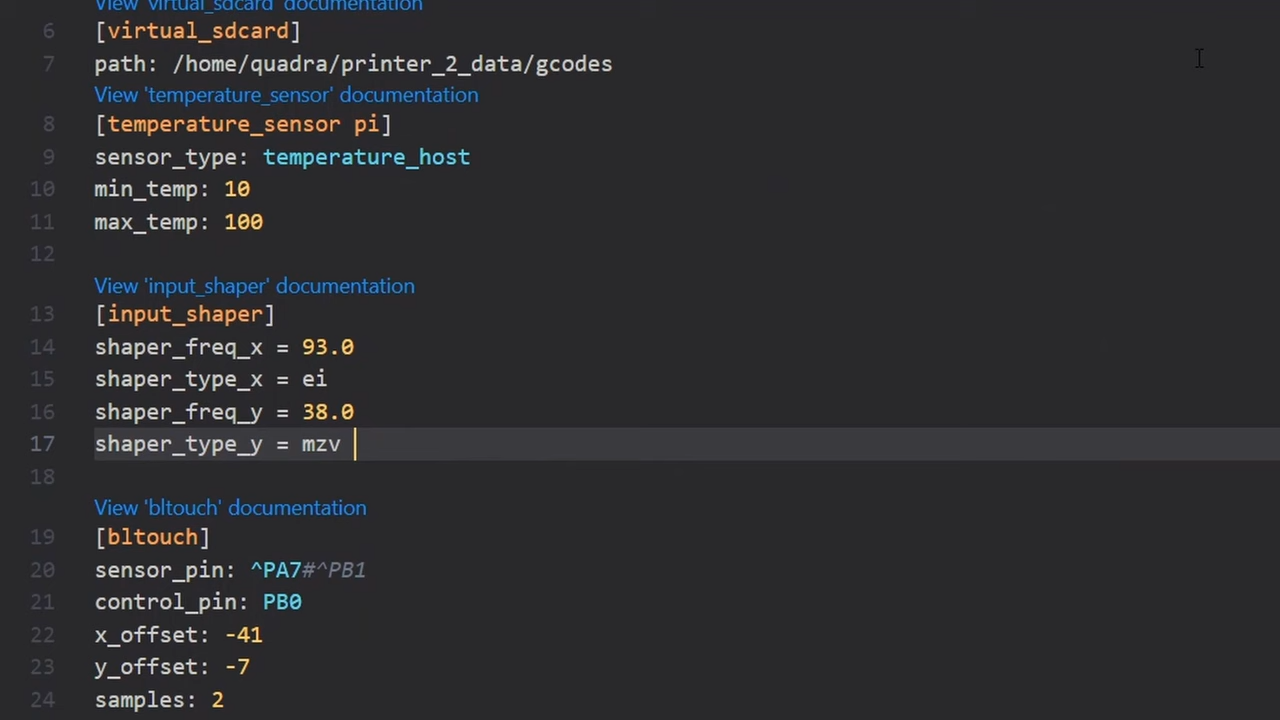 View 'virtual_sdcard' documentation
6 [virtual_sdcard]
7 path: /home/quadra/printer_2_data/gcodes
View 'temperature_sensor' documentation
8 [temperature_sensor pi]
9 sensor_type: temperature_host
10 min_temp: 10
11 max_temp: 100
12
View 'input_shaper' documentation
13 [input_shaper]
14 shaper_freq_x = 93.0
15 shaper_type_x = ei
16 shaper_freq_y = 38.0
17 shaper_type_y = mzv
18
View 'bltouch' documentation
19 [bltouch]
20 sensor_pin: ^PA7#^PB1
21 control_pin: PB0
22 x_offset: -41
23 y_offset: -7
24 samples: 2